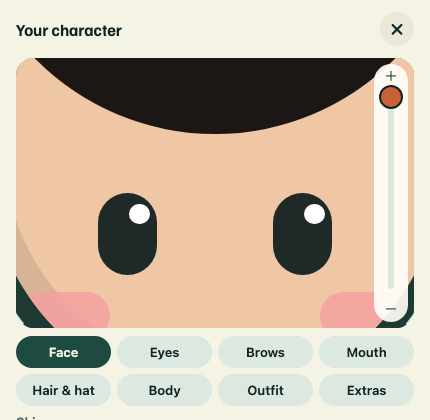 Your character
Face
Eyes
Brows
Mouth
Hair & hat
Body
Outfit
Extras